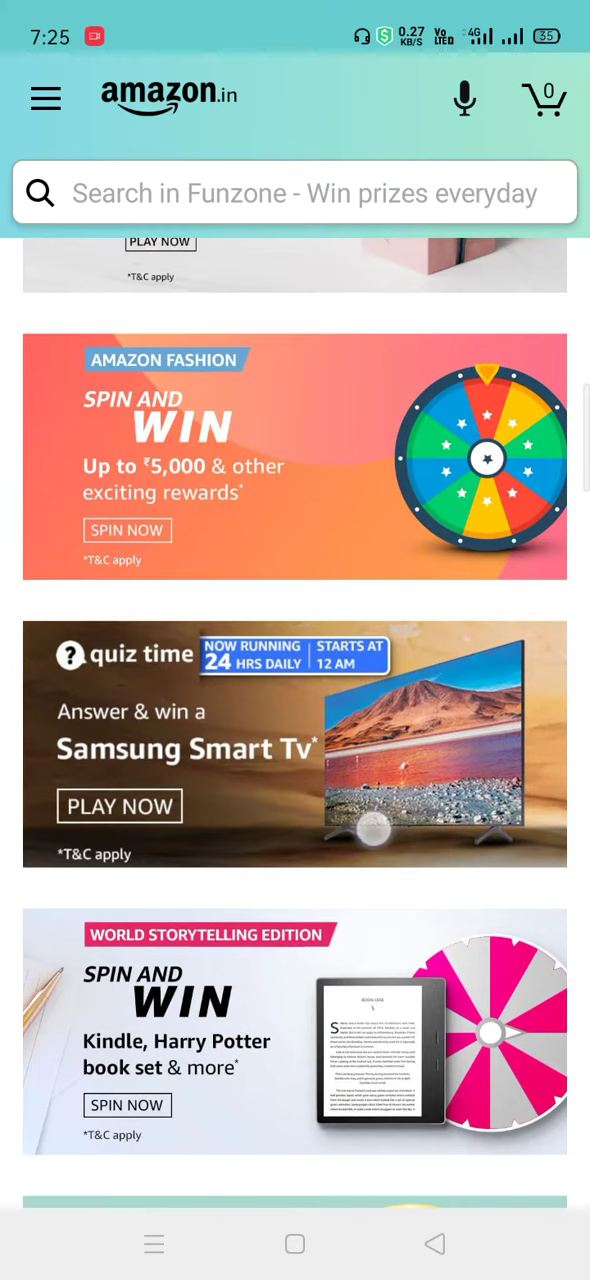 7:25
0.27
KB/S
Vo
LTED
4G
35
amazon.in
0
Search in Funzone - Win prizes everyday
PLAY NOW
*T&C apply
AMAZON FASHION
SPIN AND
WIN
Up to ₹5,000 & other
exciting rewards*
SPIN NOW
*T&C apply
? quiz time
NOW RUNNING
24 HRS DAILY
STARTS AT
12 AM
Answer & win a
Samsung Smart Tv*
PLAY NOW
*T&C apply
WORLD STORYTELLING EDITION
SPIN AND
WIN
Kindle, Harry Potter
book set & more*
SPIN NOW
*T&C apply